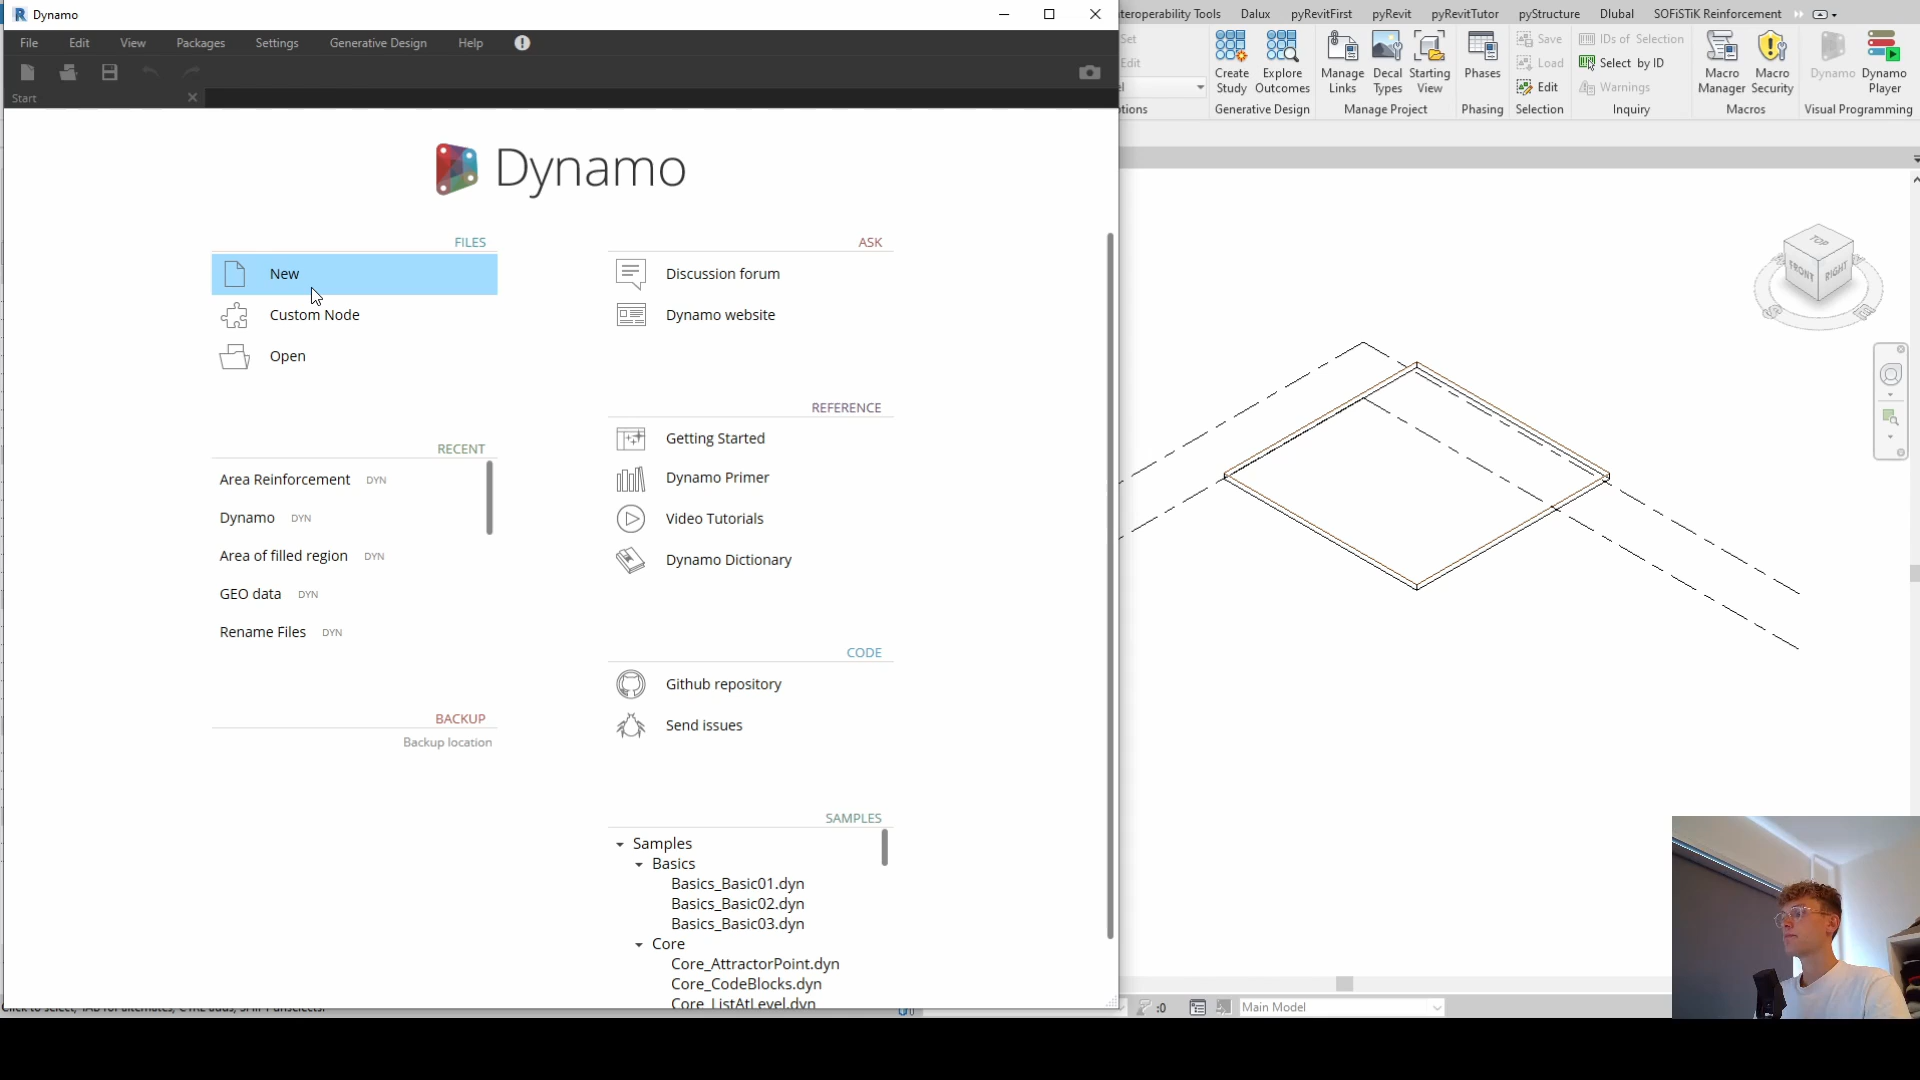 Dynamo
File Edit View Packages Settings Generative Design Help
Start
Dynamo
FILES
New
Custom Node
Open
RECENT
Area Reinforcement DYN
Dynamo DYN
Area of filled region DYN
GEO data DYN
Rename Files DYN
BACKUP
Backup location
ASK
Discussion forum
Dynamo website
REFERENCE
Getting Started
Dynamo Primer
Video Tutorials
Dynamo Dictionary
CODE
Github repository
Send issues
SAMPLES
Samples
Basics
Basics_Basic01.dyn
Basics_Basic02.dyn
Basics_Basic03.dyn
Core
Core_AttractorPoint.dyn
Core_CodeBlocks.dyn
Core_ListAtLevel.dyn
Interoperability Tools Dalux pyRevitFirst pyRevit pyRevitTutor pyStructure Dlubal SOFiSTiK Reinforcement
Set
Edit
Create
Study
Explore
Outcomes
Generative Design
Manage
Links
Decal
Types
Starting
View
Manage Project
Phases
Phasing
Save
Load
Edit
Selection
IDs of Selection
Select by ID
Warnings
Inquiry
Macro
Manager
Macro
Security
Macros
Dynamo
Dynamo
Player
Visual Programming
TOP
FRONT
RIGHT
:0
Main Model